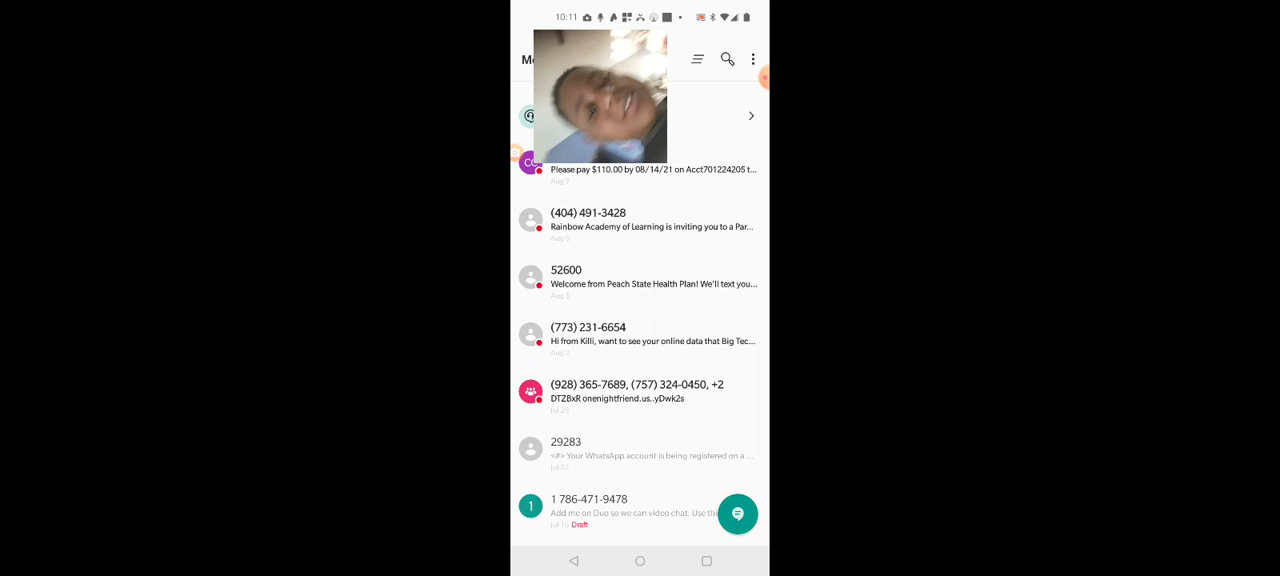 10:11
Please pay $110.00 by 08/14/21 on Acct701224205 t...
Aug 7
(404) 491-3428
Rainbow Academy of Learning is inviting you to a Par...
Aug 6
52600
Welcome from Peach State Health Plan! We'll text you...
Aug 5
(773) 231-6654
Hi from Killi, want to see your online data that Big Tec...
Aug 2
(928) 365-7689, (757) 324-0450, +2
DTZBxR onenightfriend.us..yDwk2s
Jul 26
29283
<#> Your WhatsApp account is being registered on a ...
Jul 22
1
1 786-471-9478
Add me on Duo so we can video chat. Use
Draft